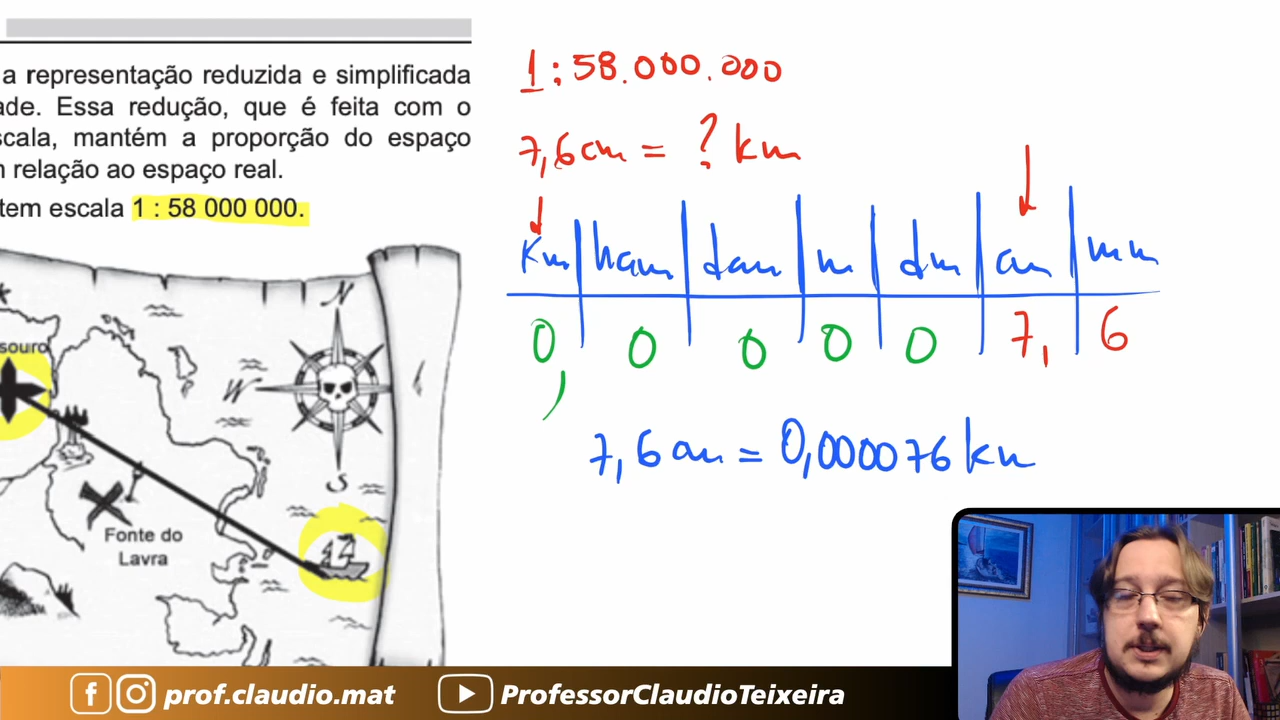 a representação reduzida e simplificada
ade. Essa redução, que é feita com o
scala, mantém a proporção do espaço
m relação ao espaço real.
tem escala 1 : 58 000 000.
souro
N
W
S
Fonte do
Lavra
1:58.000.000
7,6cm = ? km
km ham dam m dm cm mm
0, 0 0 0 0 7, 6
7,6 cm = 0,000076 km
prof.claudio.mat
ProfessorClaudioTeixeira